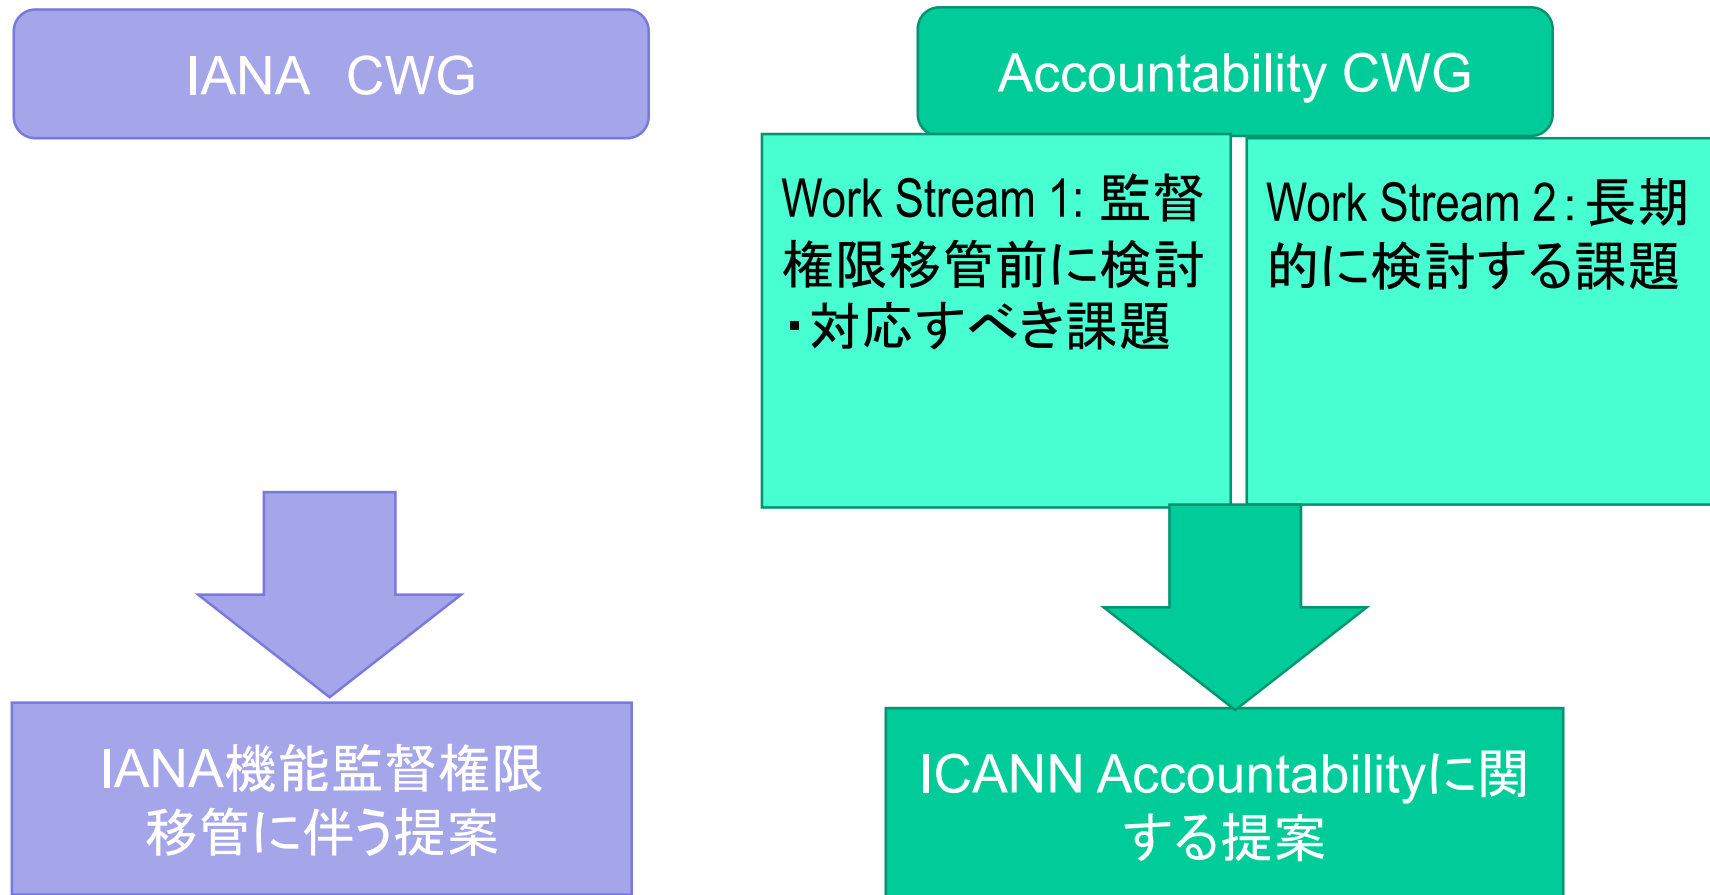 IANA　CWG
Accountability CWG
Work Stream 1: 監督
権限移管前に検討
・対応すべき課題
Work Stream 2：長期
的に検討する課題
IANA機能監督権限
移管に伴う提案
ICANN Accountabilityに関
する提案